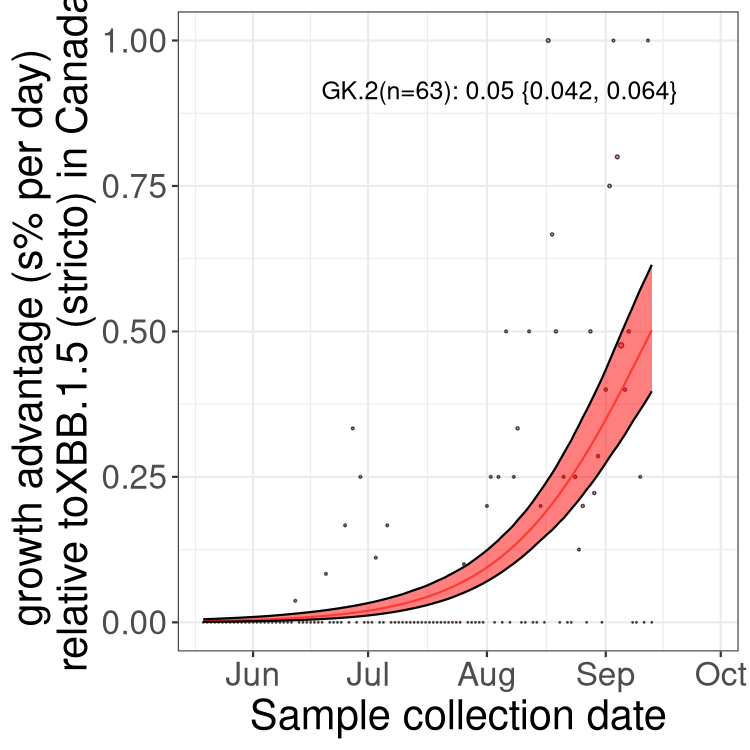 growth advantage (s% per day)
relative toXBB.1.5 (stricto) in Canada
1.00
0.75
0.50
0.25
0.00
GK.2(n=63): 0.05 {0.042, 0.064}
Jun Jul Aug Sep Oct
Sample collection date